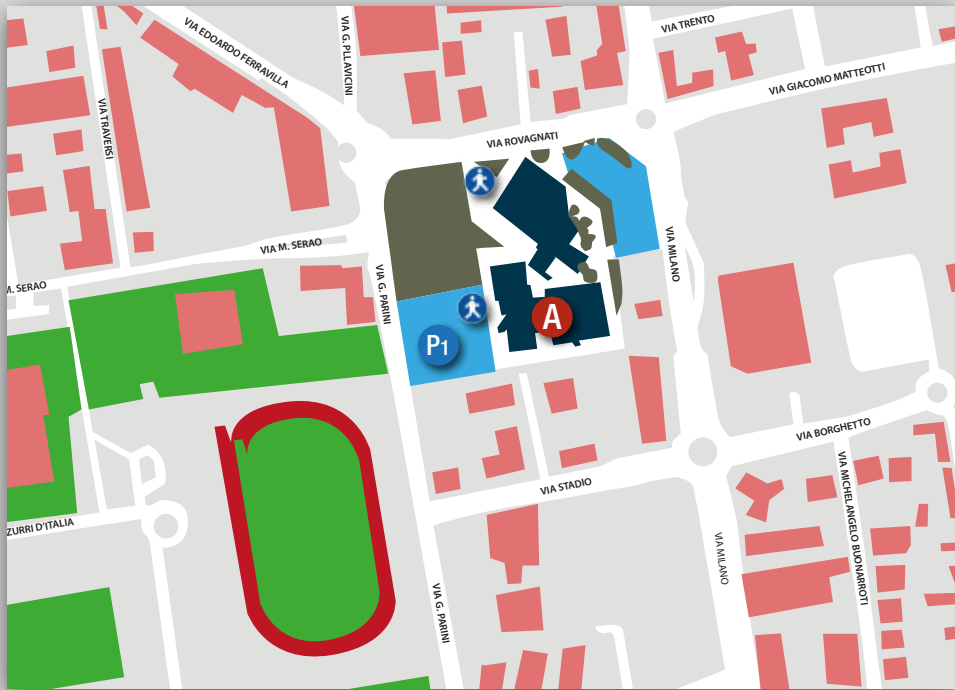 VIA TRENTO
VIA EDOARDO FERRAVILLA
VIA G. PLLAVICINI
VIA GIACOMO MATTEOTTI
VIA TRAVERSI
VIA ROVAGNATI
VIA M. SERAO
VIA MILANO
M. SERAO
VIA G. PARINI
A
P1
VIA BORGHETTO
VIA STADIO
VIA MICHELANGELO BUONARROTI
ZURRI D'ITALIA
VIA MILANO
VIA G. PARINI